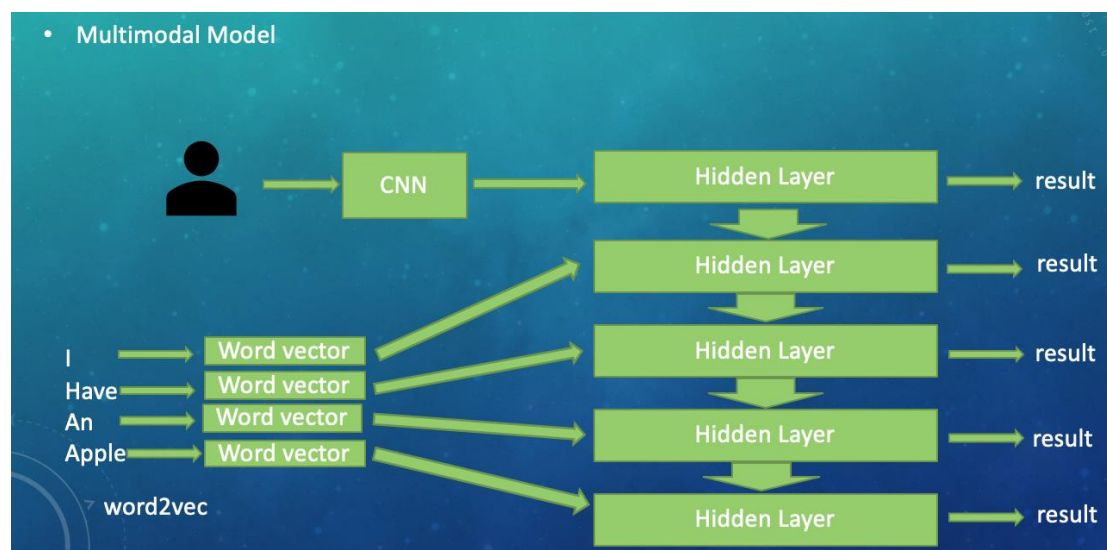 • Multimodal Model
CNN
Hidden Layer
result
Hidden Layer
result
Hidden Layer
result
Hidden Layer
result
Hidden Layer
result
I
Word vector
Have
Word vector
An
Word vector
Apple
Word vector
word2vec